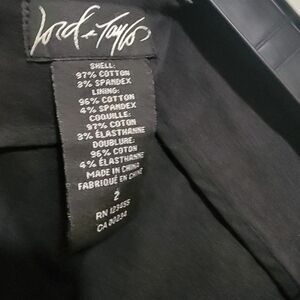 Lord & Taylor
SHELL:
97% COTTON
3% SPANDEX
LINING:
96% COTTON
4% SPANDEX
COQUILLE:
97% COTON
3% ÉLASTHANNE
DOUBLURE:
96% COTON
4% ÉLASTHANNE
MADE IN CHINA
FABRIQUÉ EN CHINE
2
RN 123455
CA 00234